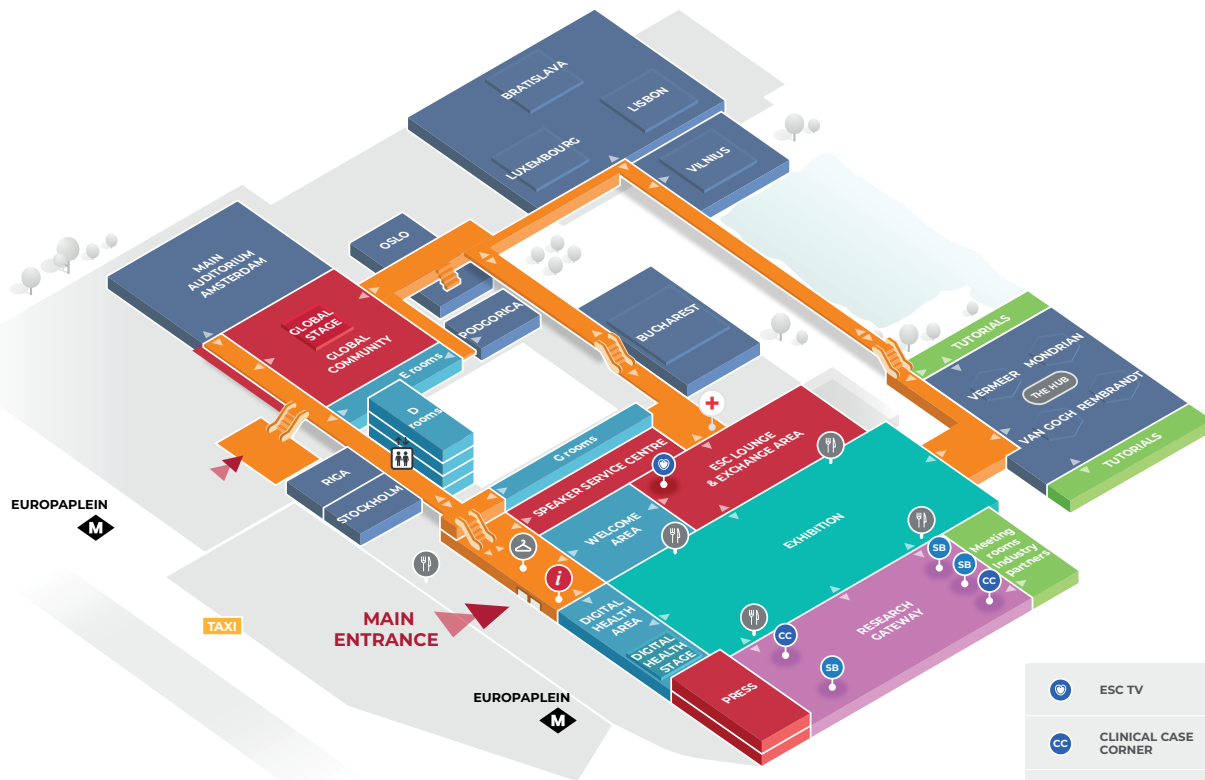 BRATISLAVA
LISBON
LUXEMBOURG
VILNIUS
OSLO
MAIN
AUDITORIUM
AMSTERDAM
GLOBAL
STAGE
GLOBAL
COMMUNITY
PODGORICA
BUCHAREST
E rooms
D
rooms
G rooms
TUTORIALS
MONDRIAN
VERMEER
THE HUB
REMBRANDT
VAN GOGH
TUTORIALS
RICA
STOCKHOLM
SPEAKER SERVICE CENTRE
ESC LOUNGE
& EXCHANGE AREA
WELCOME
AREA
EXHIBITION
EUROPAPLEIN
M
i
SB
SB
CC
Meeting
rooms
industry
partners
TAXI
MAIN
ENTRANCE
DIGITAL
HEALTH
AREA
DIGITAL
HEALTH
STAGE
RESEARCH
GATEWAY
CC
SB
PRESS
EUROPAPLEIN
M
ESC TV
CC
CLINICAL CASE
CORNER